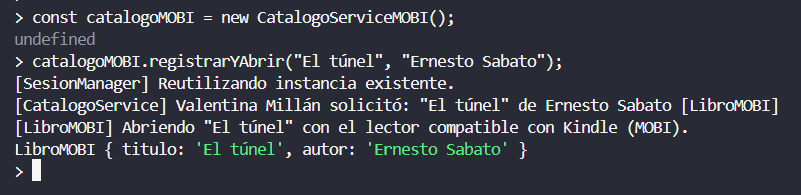 > const catalogoMOBI = new CatalogoServiceMOBI();
undefined
> catalogoMOBI.registrarYAbrir("El túnel", "Ernesto Sabato");
[SesionManager] Reutilizando instancia existente.
[CatalogoService] Valentina Millán solicitó: "El túnel" de Ernesto Sabato [LibroMOBI]
[LibroMOBI] Abriendo "El túnel" con el lector compatible con Kindle (MOBI).
LibroMOBI { titulo: 'El túnel', autor: 'Ernesto Sabato' }
>